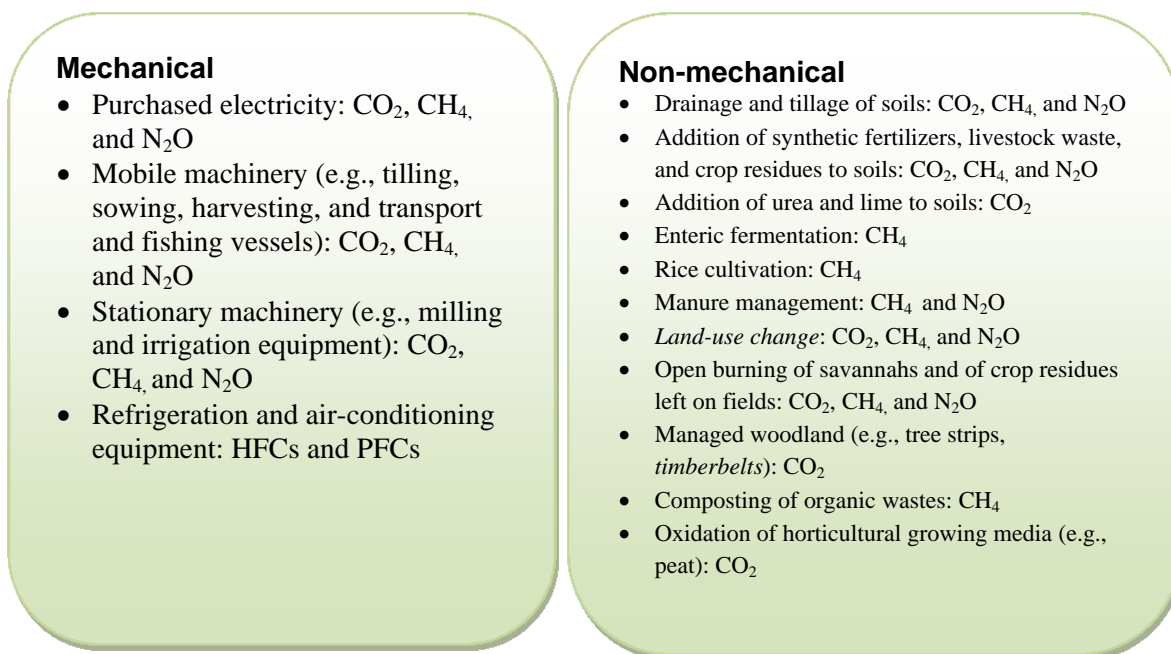 Mechanical
• Purchased electricity: CO₂, CH₄,
and N₂O
• Mobile machinery (e.g., tilling,
sowing, harvesting, and transport
and fishing vessels): CO₂, CH₄,
and N₂O
• Stationary machinery (e.g., milling
and irrigation equipment): CO₂,
CH₄, and N₂O
• Refrigeration and air-conditioning
equipment: HFCs and PFCs
Non-mechanical
• Drainage and tillage of soils: CO₂, CH₄, and N₂O
• Addition of synthetic fertilizers, livestock waste,
and crop residues to soils: CO₂, CH₄, and N₂O
• Addition of urea and lime to soils: CO₂
• Enteric fermentation: CH₄
• Rice cultivation: CH₄
• Manure management: CH₄ and N₂O
• Land-use change: CO₂, CH₄, and N₂O
• Open burning of savannahs and of crop residues
left on fields: CO₂, CH₄, and N₂O
• Managed woodland (e.g., tree strips,
timberbelts): CO₂
• Composting of organic wastes: CH₄
• Oxidation of horticultural growing media (e.g.,
peat): CO₂